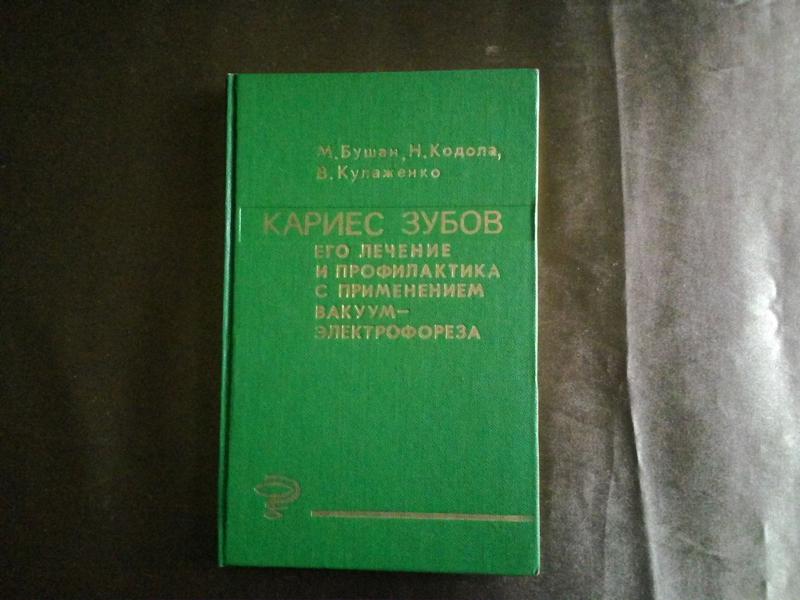 М. Бушан, Н. Кодола,
В. Кулаженко
КАРИЕС ЗУБОВ
ЕГО ЛЕЧЕНИЕ
И ПРОФИЛАКТИКА
С ПРИМЕНЕНИЕМ
ВАКУУМ—
ЭЛЕКТРОФОРЕЗА